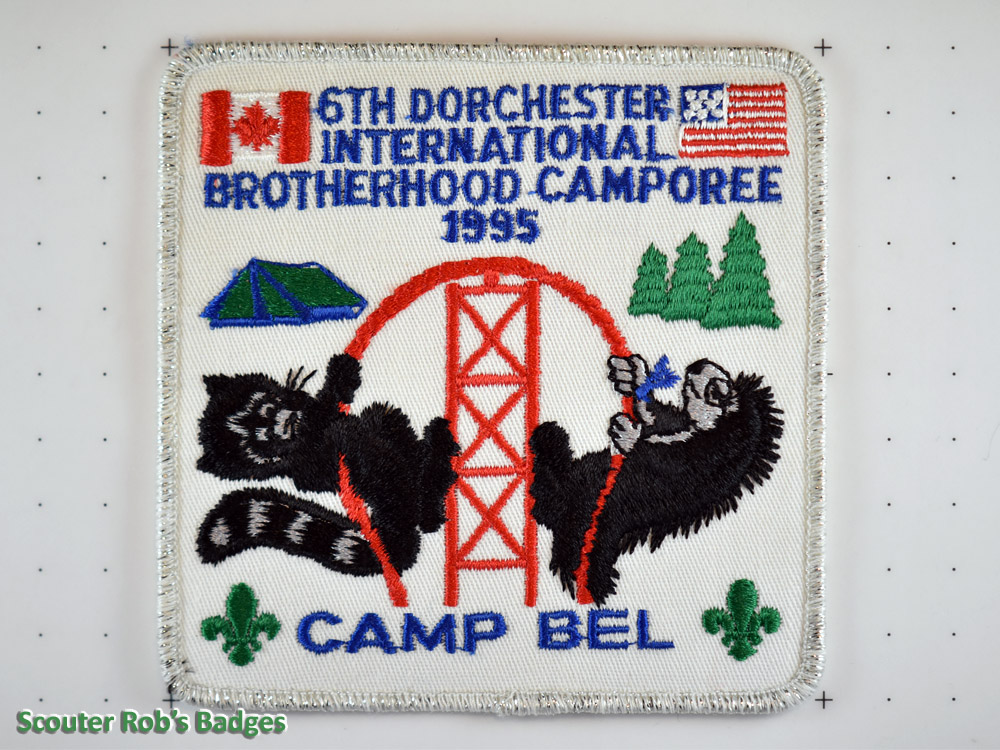 6TH DORCHESTER
INTERNATIONAL
BROTHERHOOD CAMPOREE
1995
CAMP BEL
Scouter Rob's Badges